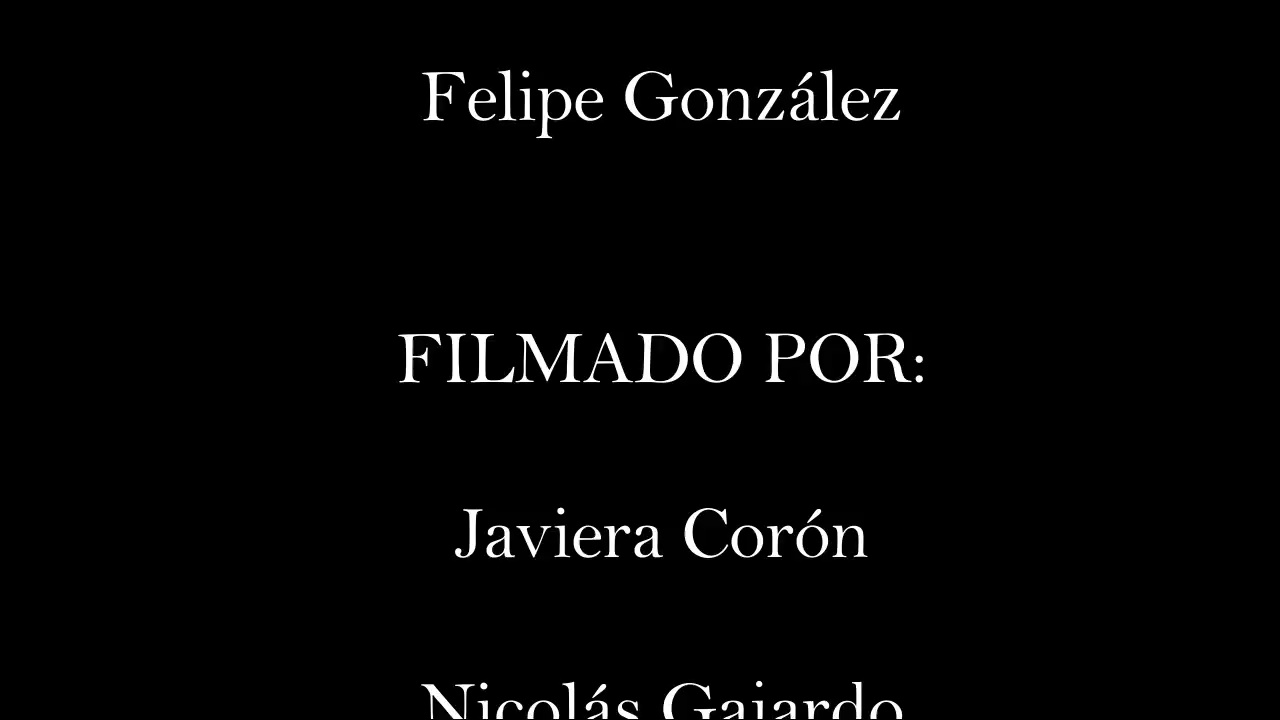 Felipe González
FILMADO POR:
Javiera Corón
Nicolás Gajardo